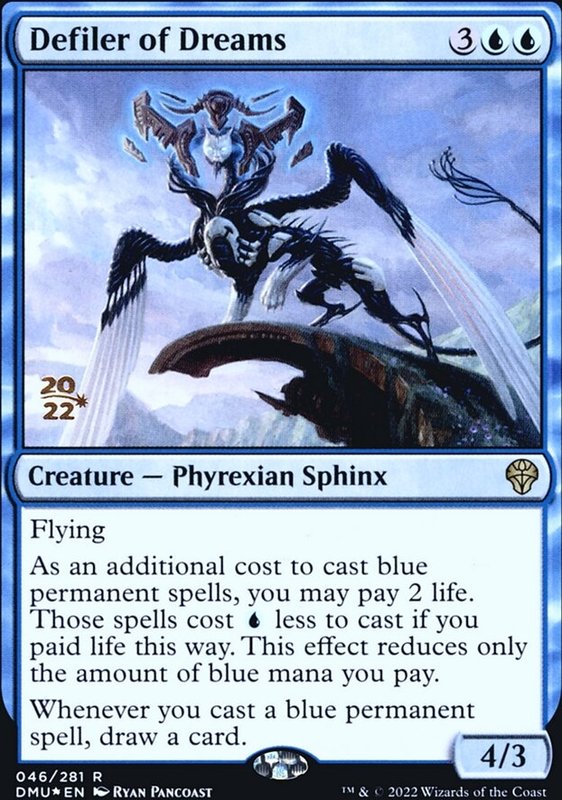 Defiler of Dreams 3
20
22
Creature — Phyrexian Sphinx
Flying
As an additional cost to cast blue
permanent spells, you may pay 2 life.
Those spells cost less to cast if you
paid life this way. This effect reduces only
the amount of blue mana you pay.
Whenever you cast a blue permanent
spell, draw a card.
4/3
046/281 R
DMU★EN RYAN PANCOAST ™ & © 2022 Wizards of the Coast